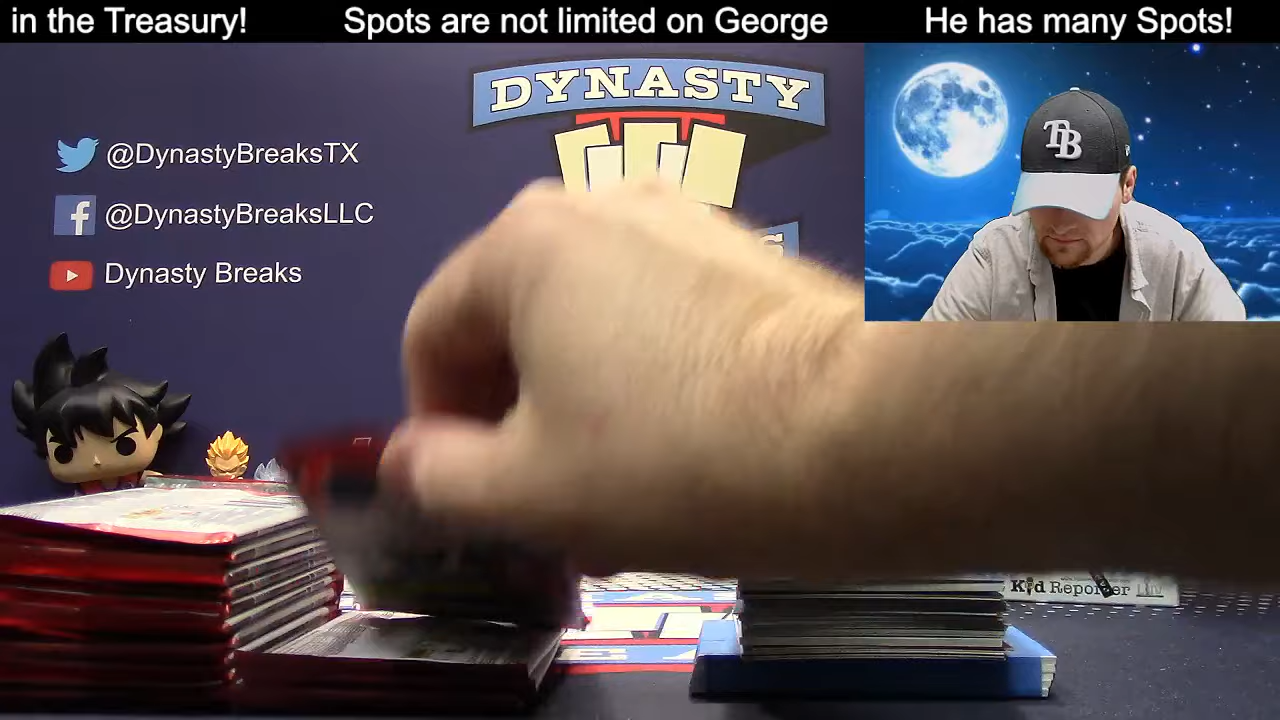 in the Treasury! Spots are not limited on George He has many Spots!
DYNASTY
TB
@DynastyBreaksTX
@DynastyBreaksLLC
Dynasty Breaks
Kid Reporter